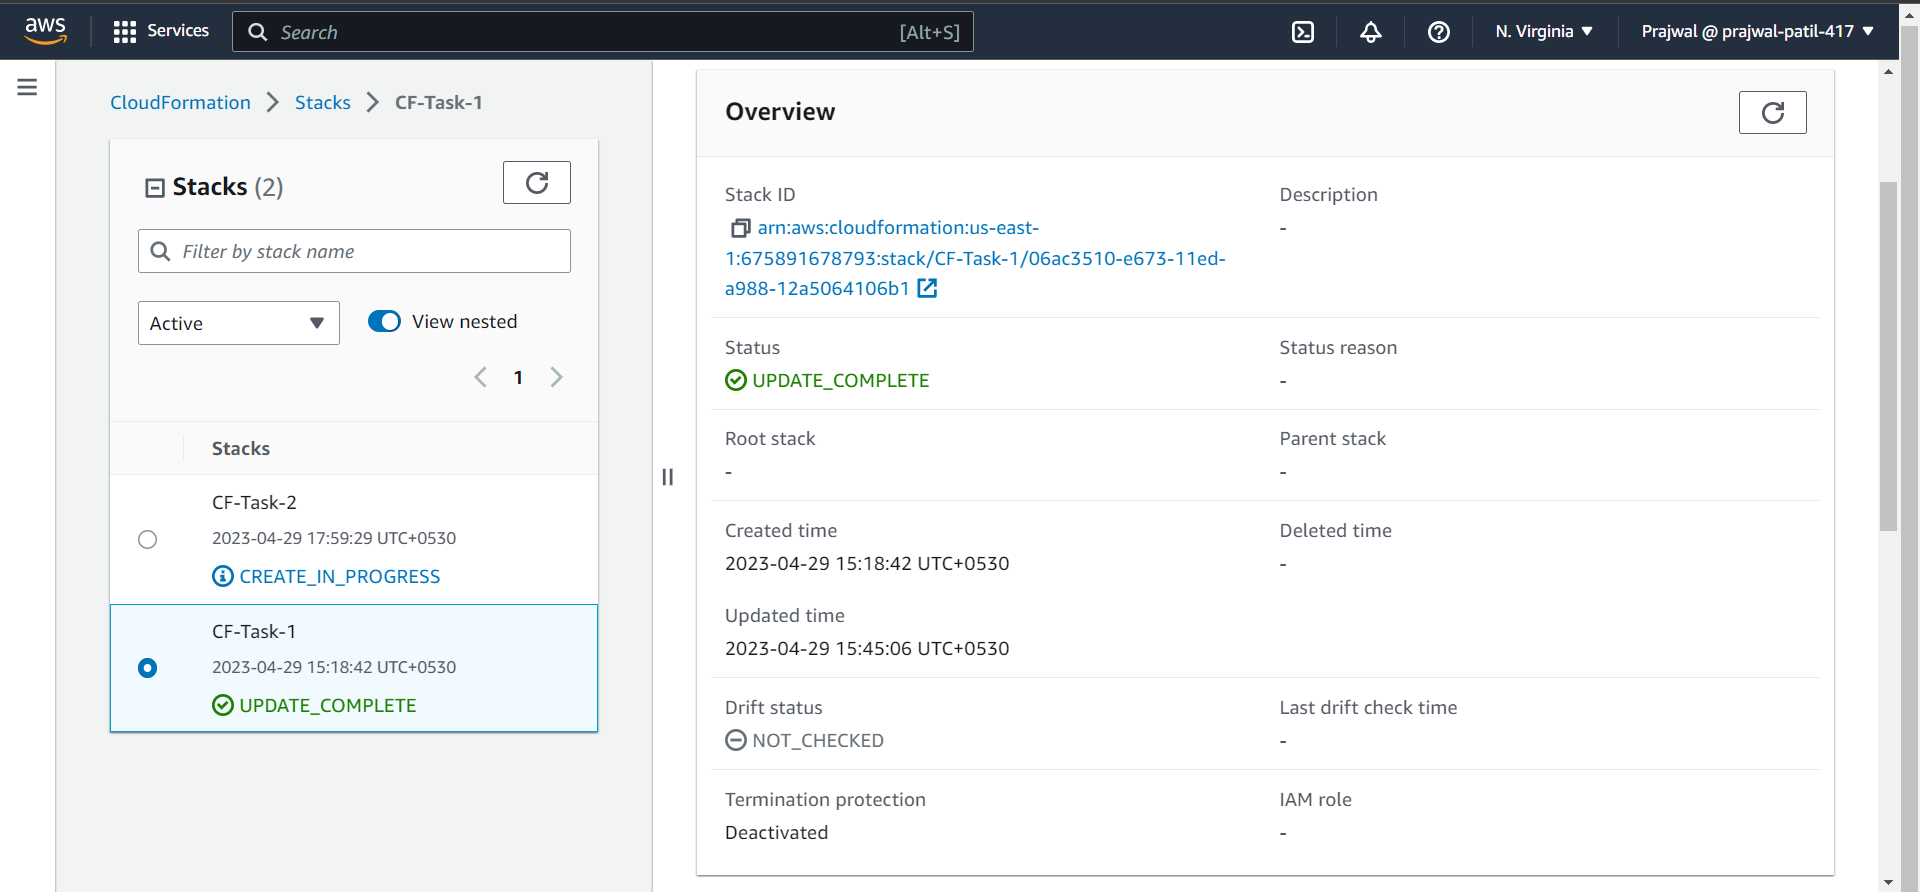 aws
Services
Search
[Alt+S]
N. Virginia
Prajwal @ prajwal-patil-417
CloudFormation
Stacks
CF-Task-1
Stacks (2)
Filter by stack name
Active
View nested
1
Stacks
CF-Task-2
2023-04-29 17:59:29 UTC+0530
CREATE_IN_PROGRESS
CF-Task-1
2023-04-29 15:18:42 UTC+0530
UPDATE_COMPLETE
Overview
Stack ID
arn:aws:cloudformation:us-east-
1:675891678793:stack/CF-Task-1/06ac3510-e673-11ed-
a988-12a5064106b1
Description
-
Status
UPDATE_COMPLETE
Status reason
-
Root stack
-
Parent stack
-
Created time
2023-04-29 15:18:42 UTC+0530
Deleted time
-
Updated time
2023-04-29 15:45:06 UTC+0530
Drift status
NOT_CHECKED
Last drift check time
-
Termination protection
Deactivated
IAM role
-